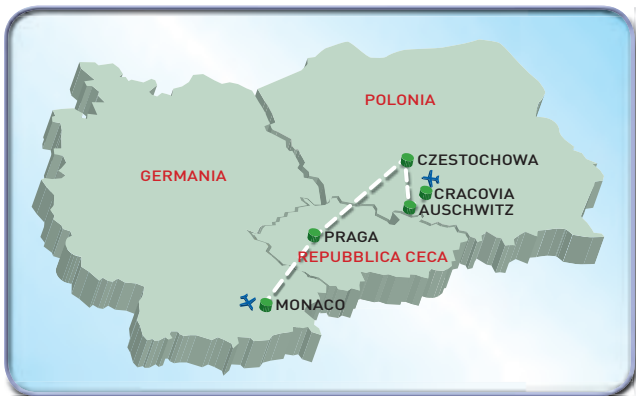 POLONIA
CZESTOCHOWA
GERMANIA
CRACOVIA
AUSCHWITZ
PRAGA
REPUBBLICA CECA
MONACO